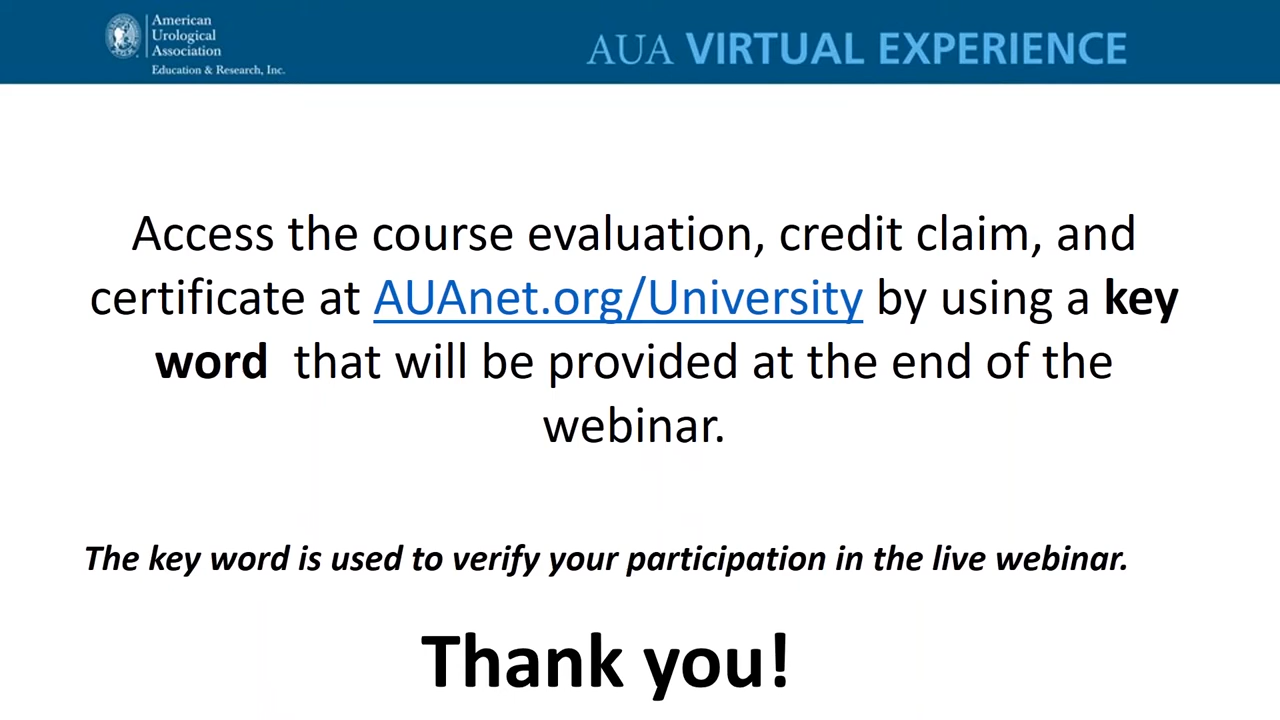 American
Urological
Association
Education & Research, Inc.
AUA VIRTUAL EXPERIENCE
Access the course evaluation, credit claim, and
certificate at AUAnet.org/University by using a key
word that will be provided at the end of the
webinar.
The key word is used to verify your participation in the live webinar.
Thank you!